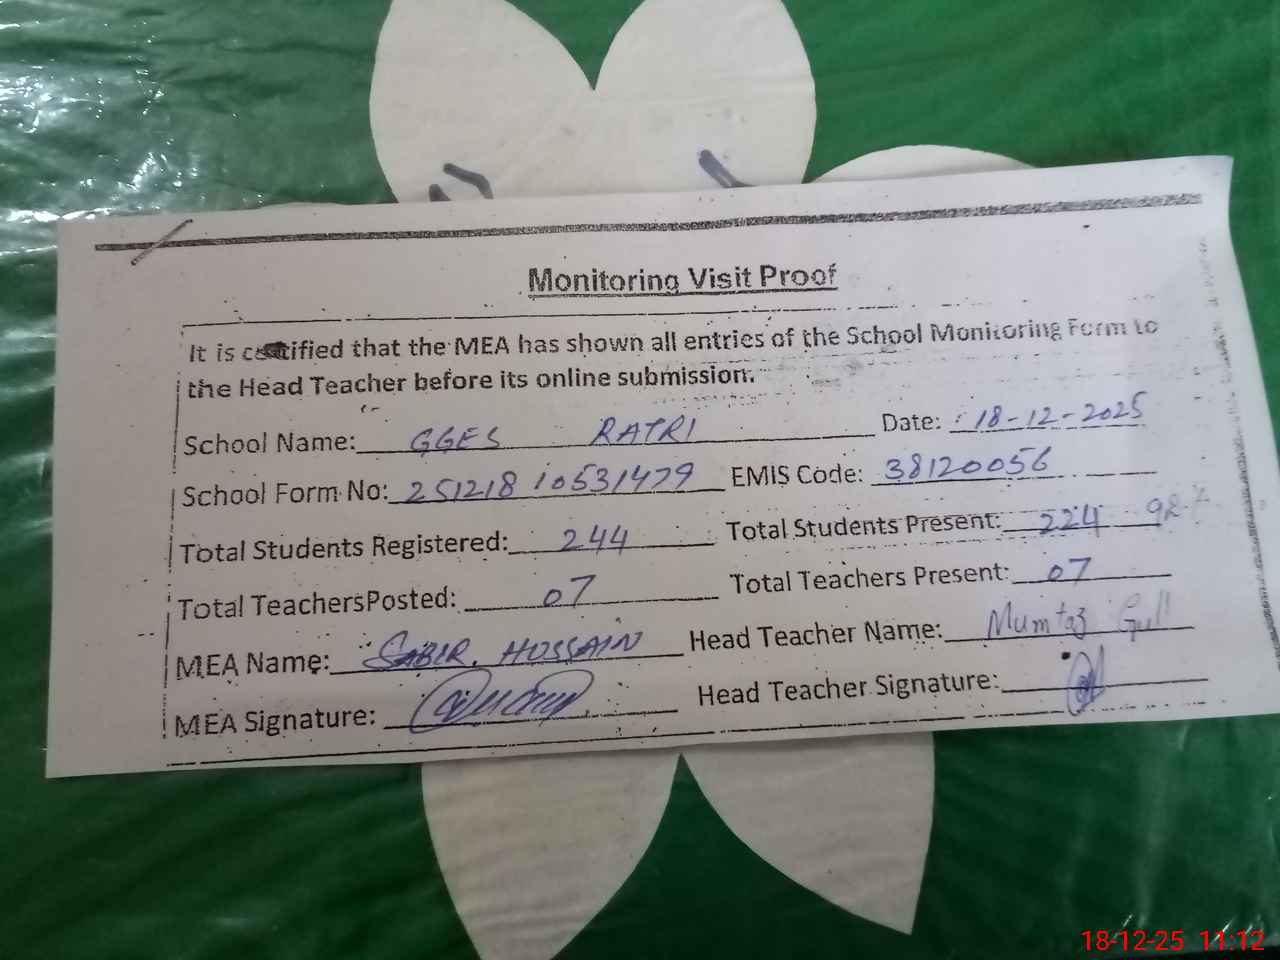 Monitoring Visit Proof
It is certified that the MEA has shown all entries of the School Monitoring Form to
the Head Teacher before its online submission.
School Name: GGES RATRI Date: 18-12-2025
School Form No: 251218 10531479 EMIS Code: 38120056
Total Students Registered: 244 Total Students Present: 224 92%
Total TeachersPosted: 07 Total Teachers Present: 07
MEA Name: SABIR. HUSSAIN Head Teacher Name: Mumtaz Gull
MEA Signature: Head Teacher Signature:
18-12-25 11:12